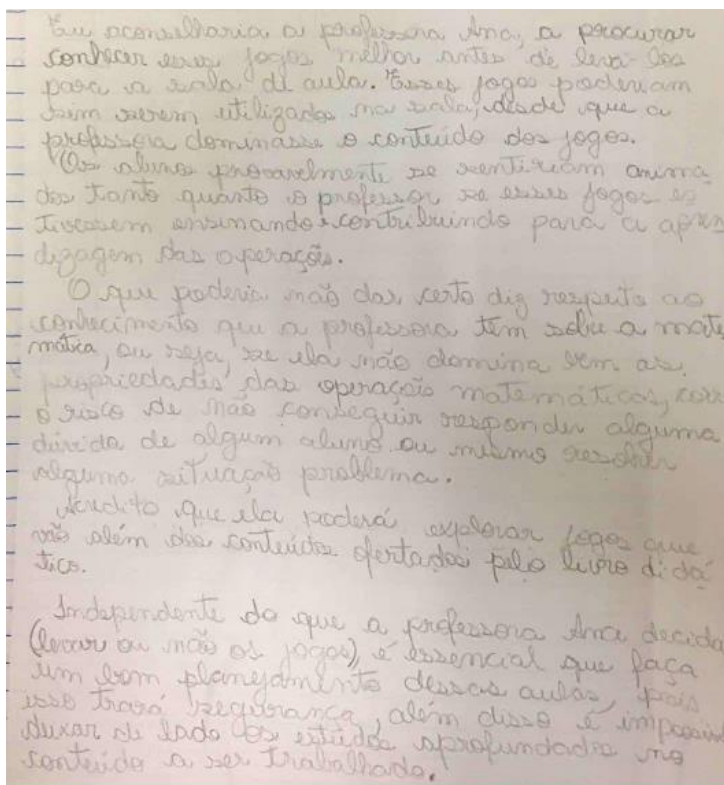 Eu aconselharia a professora Ana, a procurar
conhecer esses jogos melhor antes de levá-los
para a sala de aula. Esses jogos poderiam
sim serem utilizados na sala, desde que a
professora dominasse o conteúdo dos jogos.
Os alunos provavelmente se sentiriam anima
dos tanto quanto o professor se esses jogos es
tivessem ensinando e contribuindo para a apren
dizagem das operações.
O que poderia não dar certo diz respeito ao
conhecimento que a professora tem sobre a mate
mática, ou seja, se ela não domina bem as
propriedades das operações matemáticas, corre
o risco de não conseguir responder alguma
dúvida de algum aluno ou mesmo resolver
alguma situação problema.
Acredito que ela poderá explorar jogos que
vão além dos conteúdos ofertados pelo livro didá
tico.
Independente do que a professora Ana decida
(levar ou não os jogos), é essencial que faça
um bom planejamento dessas aulas, pois
isso trará segurança, além disso é impossível
deixar de lado os estudos aprofundados no
conteúdo a ser trabalhado.